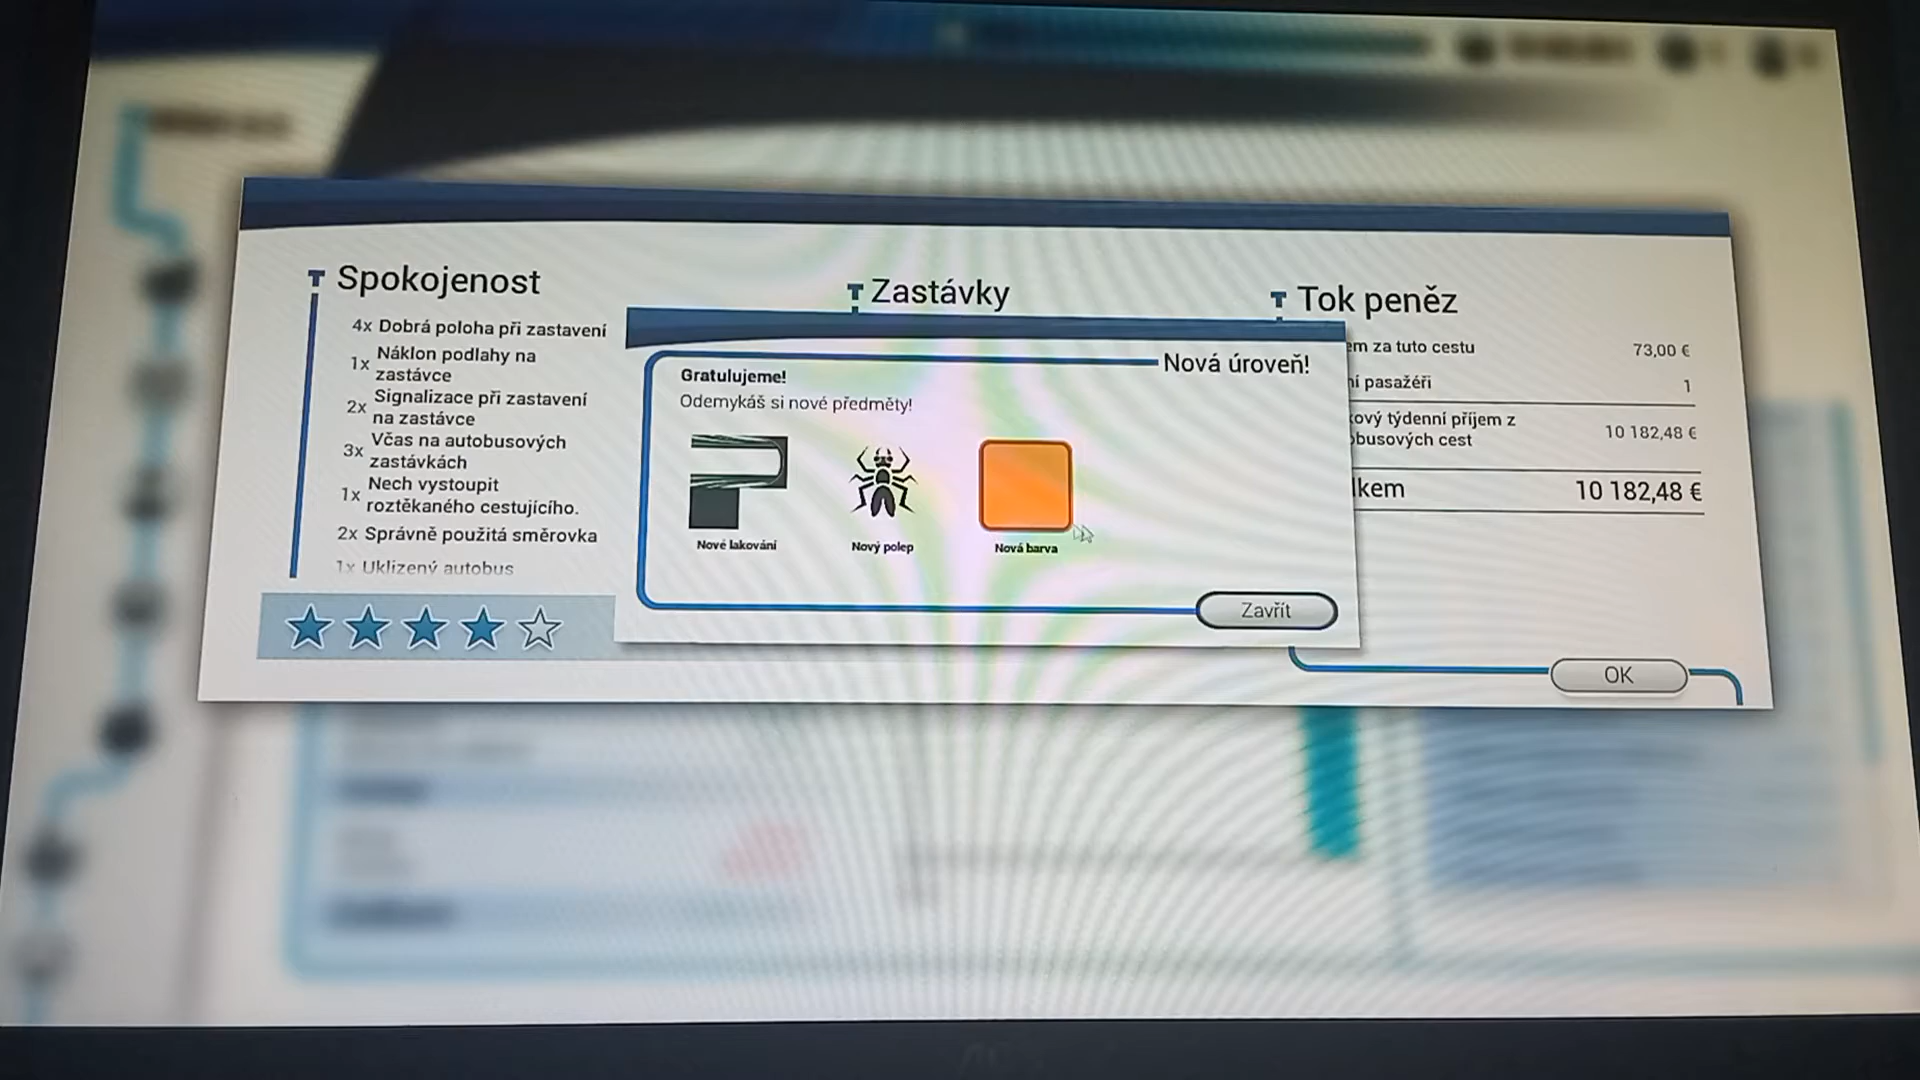 Spokojenost
4x Dobrá poloha při zastavení
1x Náklon podlahy na
zastávce
2x Signalizace při zastavení
na zastávce
3x Včas na autobusových
zastávkách
1x Nech vystoupit
roztěkaného cestujícího.
2x Správně použitá směrovka
1x Uklizený autobus
Zastávky
Nová úroveň!
Gratulujeme!
Odemykáš si nové předměty!
Nové lakování
Nový polep
Nová barva
Zavřít
Tok peněz
em za tuto cestu 73,00 €
ní pasažéři 1
kový týdenní příjem z
obusových cest 10 182,48 €
lkem 10 182,48 €
OK